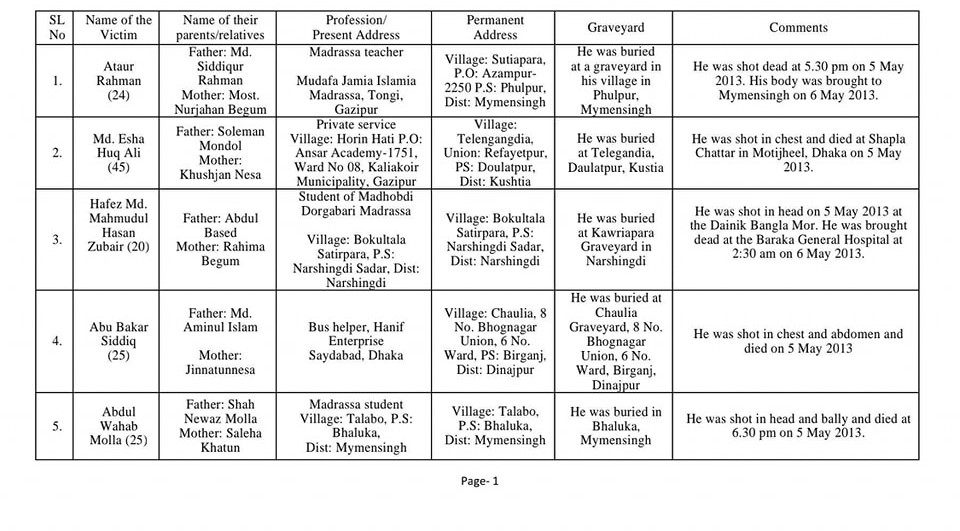 SL No
Name of the Victim
Name of their parents/relatives
Profession/ Present Address
Permanent Address
Graveyard
Comments
1.
Ataur
Rahman
(24)
Father: Md.
Siddiqur
Rahman
Mother: Most.
Nurjahan Begum
Madrassa teacher
Mudafa Jamia Islamia
Madrassa, Tongi,
Gazipur
Village: Sutiapara,
P.O: Azampur-
2250 P.S: Phulpur,
Dist: Mymensingh
He was buried
at a graveyard in
his village in
Phulpur,
Mymensingh
He was shot dead at 5.30 pm on 5 May
2013. His body was brought to
Mymensingh on 6 May 2013.
2.
Md. Esha
Huq Ali
(45)
Father: Soleman
Mondol
Mother:
Khushjan Nesa
Private service
Village: Horin Hati P.O:
Ansar Academy-1751,
Ward No 08, Kaliakoir
Municipality, Gazipur
Village:
Telengangdia,
Union: Refayetpur,
PS: Doulatpur,
Dist: Kushtia
He was buried
at Telegandia,
Daulatpur, Kustia
He was shot in chest and died at Shapla
Chattar in Motijheel, Dhaka on 5 May
2013.
3.
Hafez Md.
Mahmudul
Hasan
Zubair (20)
Father: Abdul
Based
Mother: Rahima
Begum
Student of Madhobdi
Dorgabari Madrassa
Village: Bokultala
Satirpara, P.S:
Narshingdi Sadar, Dist:
Narshingdi
Village: Bokultala
Satirpara, P.S:
Narshingdi Sadar,
Dist: Narshingdi
He was buried
at Kawriapara
Graveyard in
Narshingdi
He was shot in head on 5 May 2013 at
the Dainik Bangla Mor. He was brought
dead at the Baraka General Hospital at
2:30 am on 6 May 2013.
4.
Abu Bakar
Siddiq
(25)
Father: Md.
Aminul Islam
Mother:
Jinnatunnesa
Bus helper, Hanif
Enterprise
Saydabad, Dhaka
Village: Chaulia, 8
No. Bhognagar
Union, 6 No.
Ward, PS: Birganj,
Dist: Dinajpur
He was buried at
Chaulia
Graveyard, 8 No.
Bhognagar
Union, 6 No.
Ward, Birganj,
Dinajpur
He was shot in chest and abdomen and
died on 5 May 2013
5.
Abdul
Wahab
Molla (25)
Father: Shah
Newaz Molla
Mother: Saleha
Khatun
Madrassa student
Village: Talabo, P.S:
Bhaluka,
Dist: Mymensingh
Village: Talabo,
P.S: Bhaluka,
Dist: Mymensingh
He was buried in
Bhaluka,
Mymensingh
He was shot in head and bally and died at
6.30 pm on 5 May 2013.
Page- 1